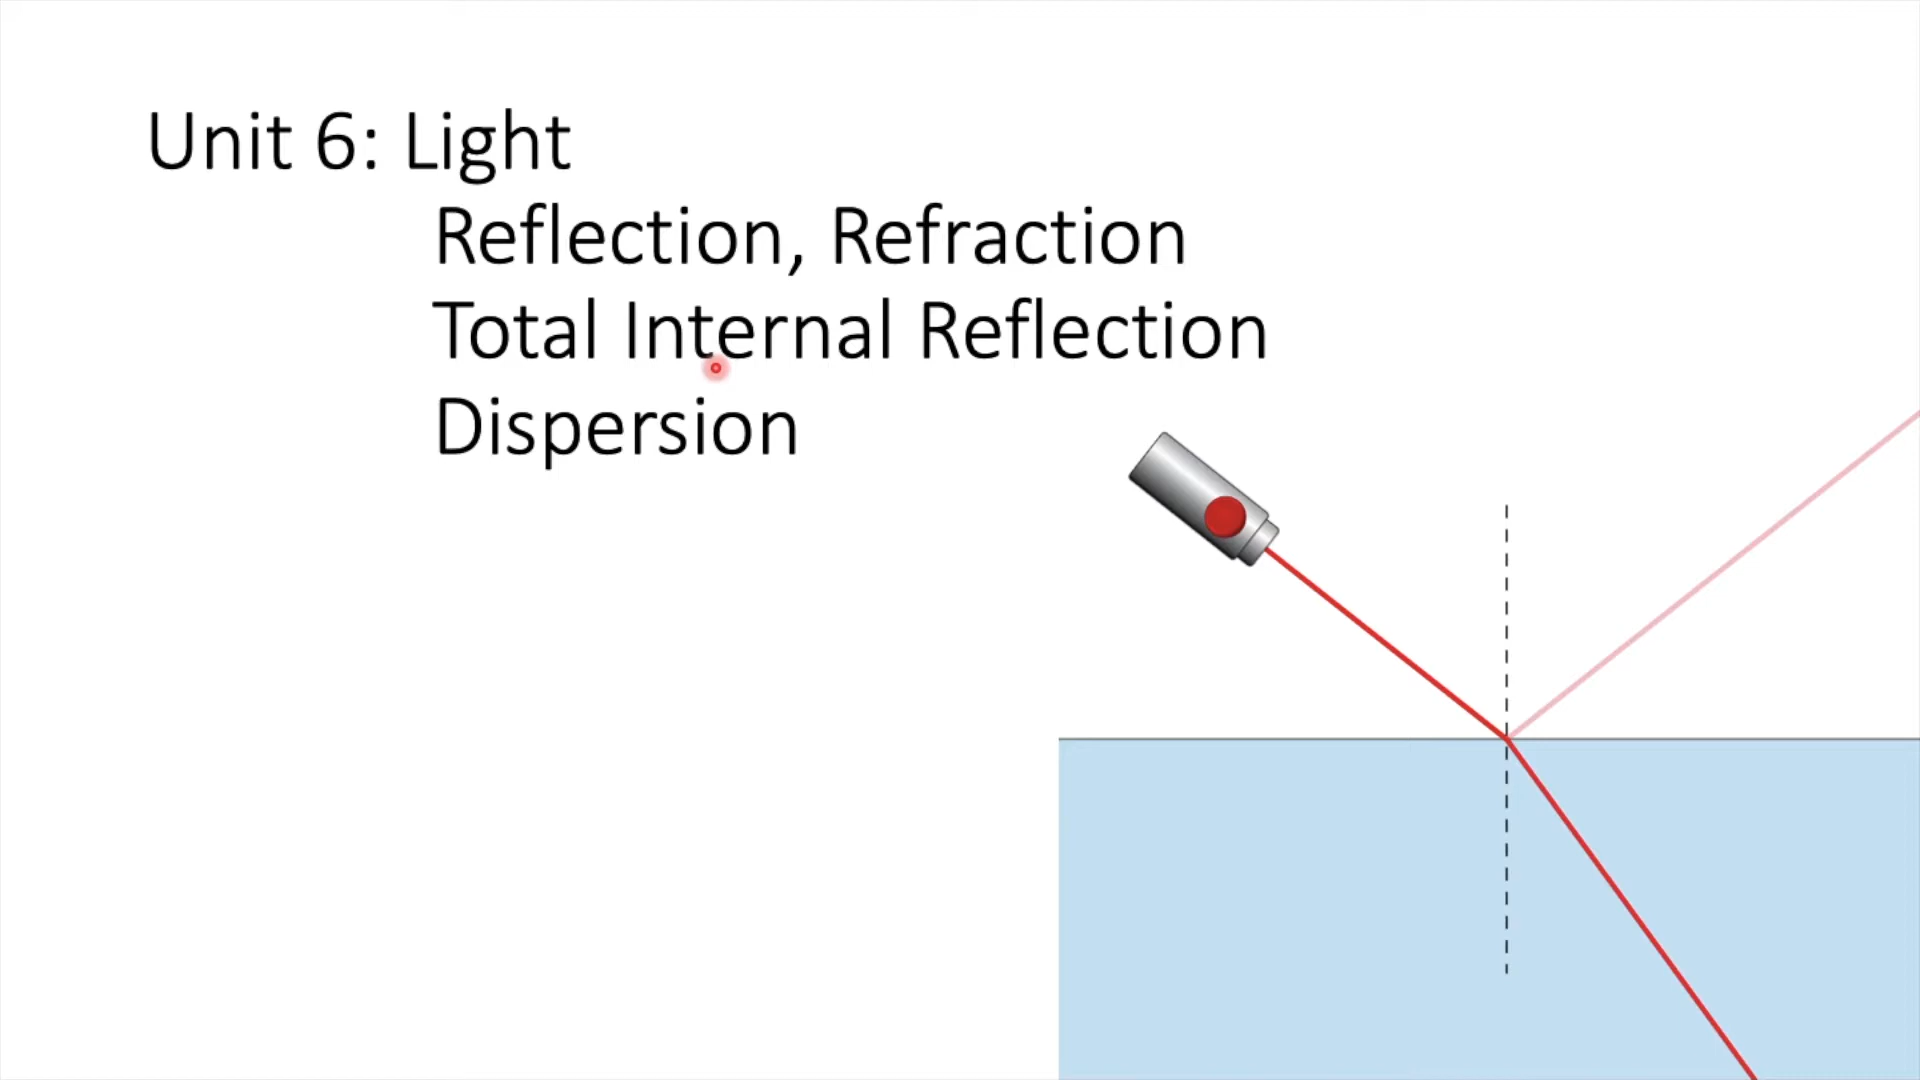 Unit 6: Light
Reflection, Refraction
Total Internal Reflection
Dispersion